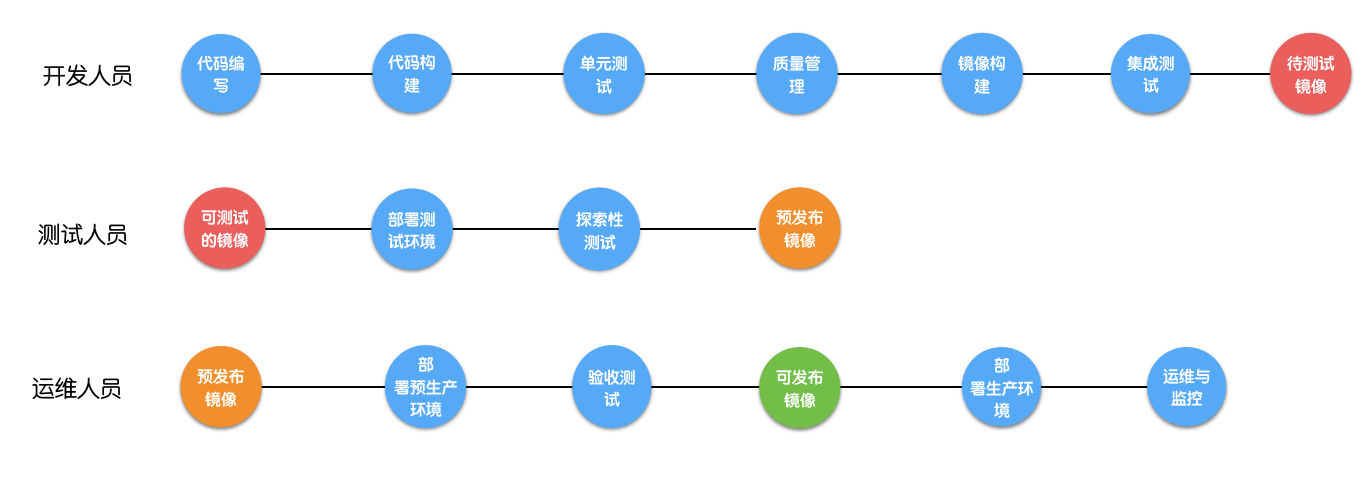 开发人员
代码编
写
代码构
建
单元测
试
质量管
理
镜像构
建
集成测
试
待测试
镜像
测试人员
可测试
的镜像
部署测
试环境
探索性
测试
预发布
镜像
运维人员
预发布
镜像
部
署预生产
环境
验收测
试
可发布
镜像
部
署生产环
境
运维与
监控